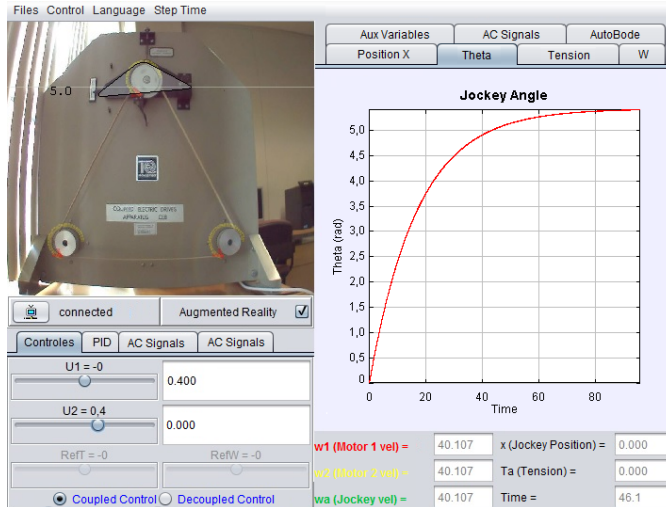 Files Control Language Step Time
5.0
COUPLED ELECTRIC DRIVES
APPARATUS
connected
Augmented Reality
Controles PID AC Signals AC Signals
U1 = -0
0.400
U2 = 0,4
0.000
RefT = -0 RefW = -0
Coupled Control Decoupled Control
Aux Variables AC Signals AutoBode
Position X Theta Tension W
Jockey Angle
Theta (rad)
5,0
4,5
4,0
3,5
3,0
2,5
2,0
1,5
1,0
0,5
0
0 20 40 60 80
Time
w1 (Motor 1 vel) = 40.107 x (Jockey Position) = 0.000
w2 (Motor 2 vel) = 40.107 Ta (Tension) = 0.000
wa (Jockey vel) = 40.107 Time = 46.1